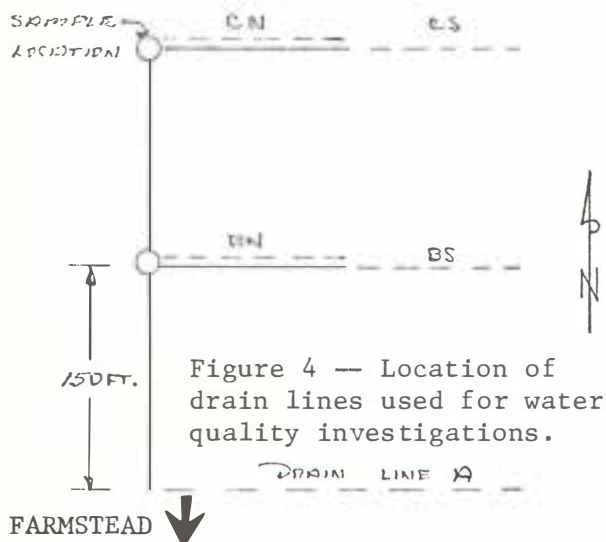 SAMPLE
LOCATION
CN
CS
BN
BS
N
150 FT.
Figure 4 — Location of
drain lines used for water
quality investigations.
DRAIN LINE A
FARMSTEAD